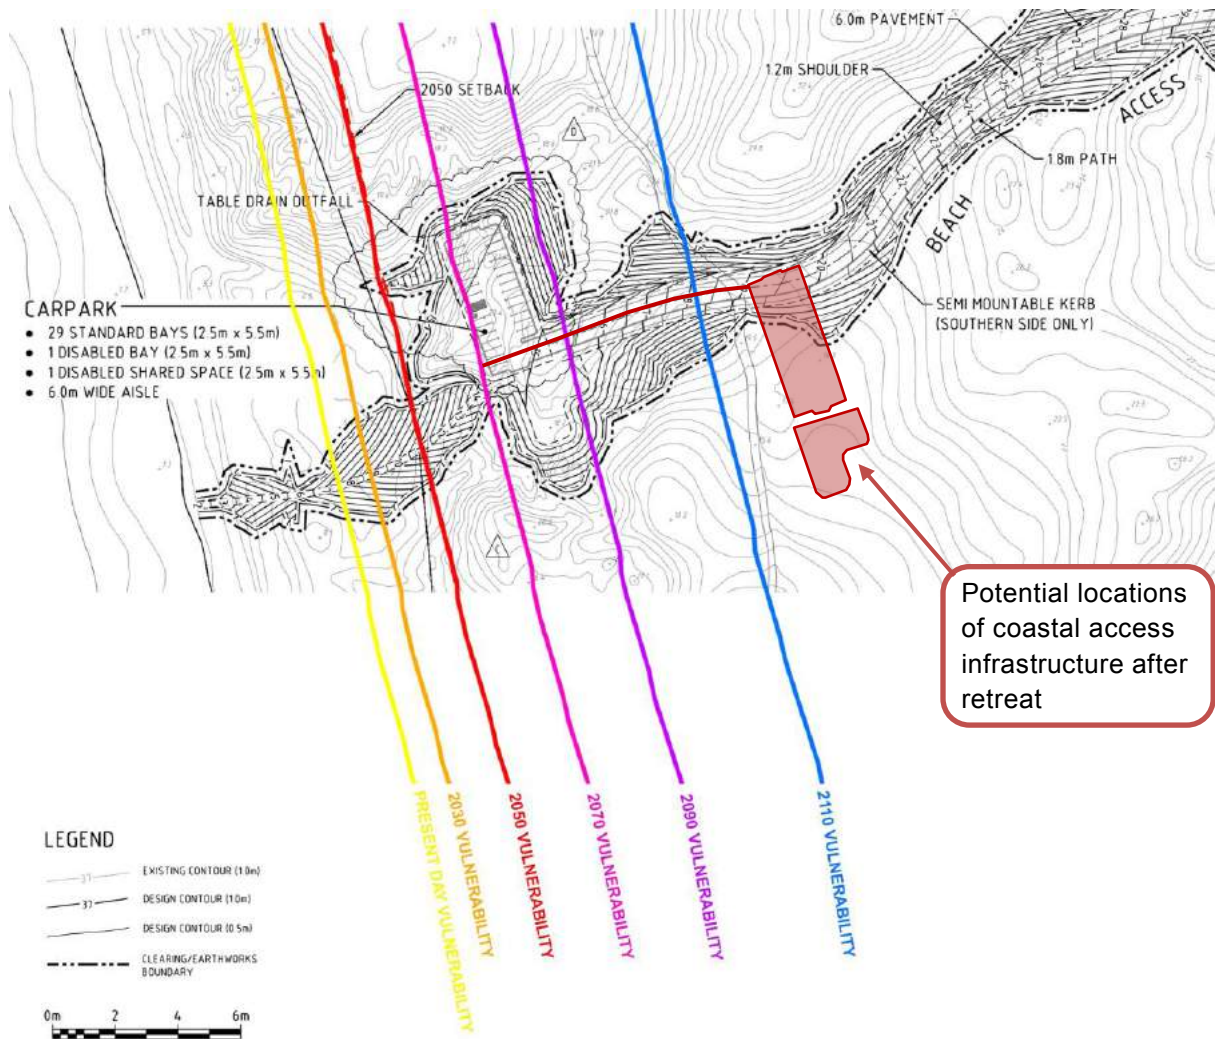 6.0m PAVEMENT
1.2m SHOULDER
ACCESS
2050 SETBACK
D
1.8m PATH
TABLE DRAIN OUTFALL
BEACH
CARPARK
• 29 STANDARD BAYS (2.5m x 5.5m)
• 1 DISABLED BAY (2.5m x 5.5m)
• 1 DISABLED SHARED SPACE (2.5m x 5.5m)
• 6.0m WIDE AISLE
SEMI MOUNTABLE KERB
(SOUTHERN SIDE ONLY)
C
Potential locations
of coastal access
infrastructure after
retreat
PRESENT DAY VULNERABILITY
2030 VULNERABILITY
2050 VULNERABILITY
2070 VULNERABILITY
2090 VULNERABILITY
2110 VULNERABILITY
LEGEND
37 EXISTING CONTOUR (1.0m)
37 DESIGN CONTOUR (1.0m)
DESIGN CONTOUR (0.5m)
CLEARING/EARTHWORKS
BOUNDARY
0m 2 4 6m